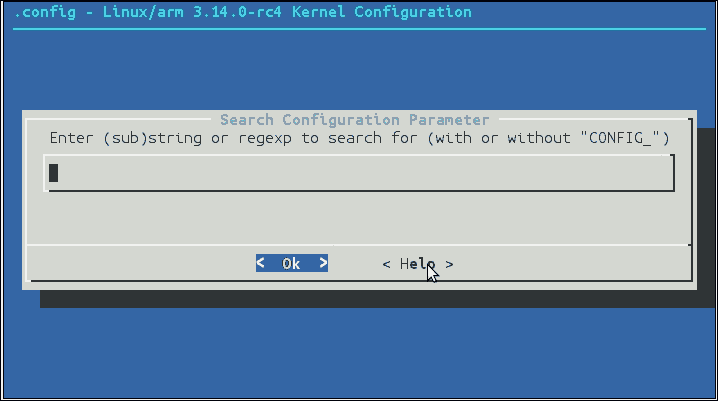 .config - Linux/arm 3.14.0-rc4 Kernel Configuration
Search Configuration Parameter
Enter (sub)string or regexp to search for (with or without "CONFIG_")
< Ok > < Help >